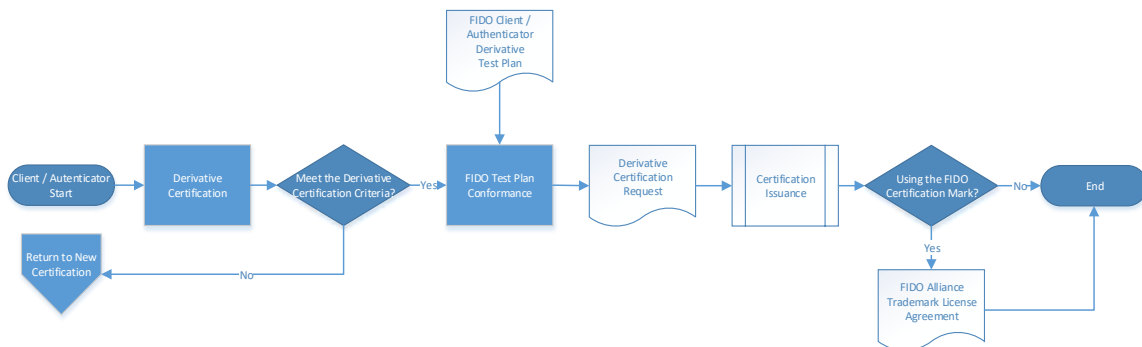 FIDO Client /
Authenticator
Derivative
Test Plan
Client / Autenticator
Start
Derivative
Certification
Meet the Derivative
Certification Criteria?
Yes
FIDO Test Plan
Conformance
Derivative
Certification
Request
Certification
Issuance
Using the FIDO
Certification Mark?
No
End
Return to New
Certification
No
Yes
FIDO Alliance
Trademark License
Agreement